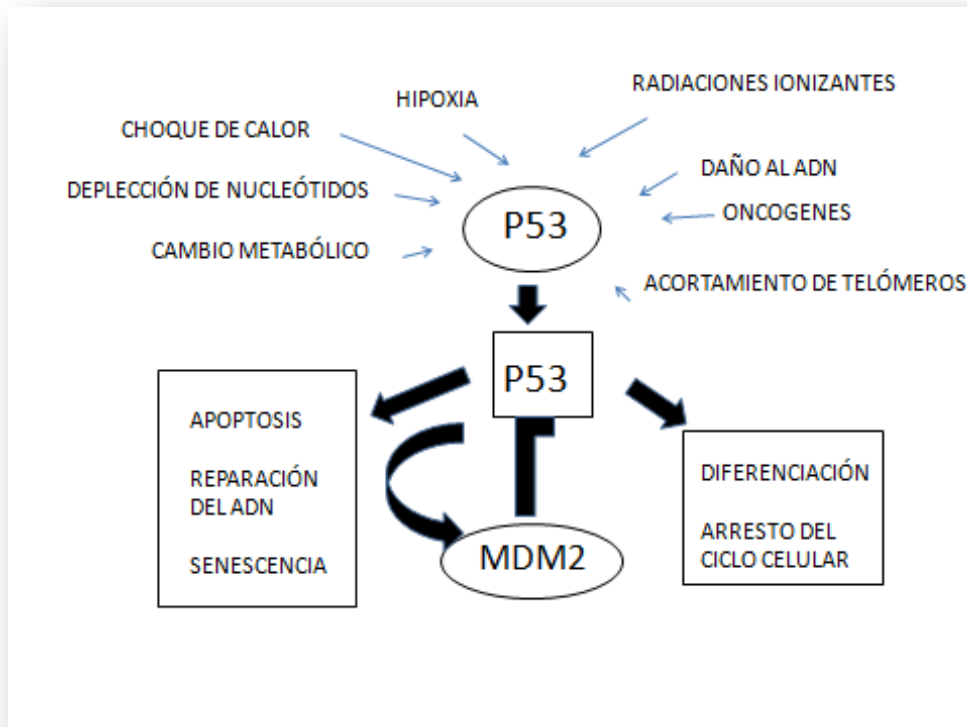 RADIACIONES IONIZANTES
HIPOXIA
CHOQUE DE CALOR
DAÑO AL ADN
DEPLECCIÓN DE NUCLEÓTIDOS
ONCOGENES
P53
CAMBIO METABÓLICO
ACORTAMIENTO DE TELÓMEROS
P53
APOPTOSIS
REPARACIÓN
DEL ADN
SENESCENCIA
MDM2
DIFERENCIACIÓN
ARRESTO DEL
CICLO CELULAR